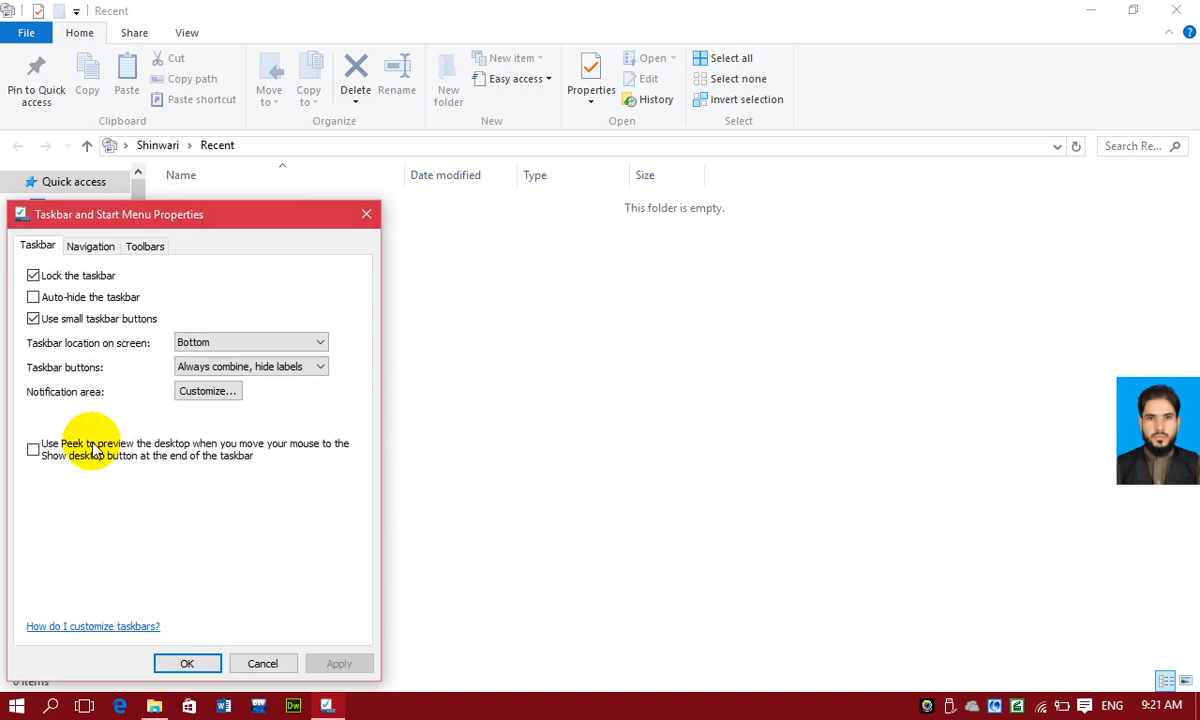 Recent
File
Home
Share
View
Pin to Quick access
Copy
Paste
Cut
Copy path
Paste shortcut
Clipboard
Move to
Copy to
Delete
Rename
Organize
New folder
New item
Easy access
New
Properties
Open
Edit
History
Open
Select all
Select none
Invert selection
Select
Shinwari
Recent
Search Re...
Quick access
Name
Date modified
Type
Size
This folder is empty.
Taskbar and Start Menu Properties
Taskbar
Navigation
Toolbars
Lock the taskbar
Auto-hide the taskbar
Use small taskbar buttons
Taskbar location on screen:
Bottom
Taskbar buttons:
Always combine, hide labels
Notification area:
Customize...
Use Peek to preview the desktop when you move your mouse to the
Show desktop button at the end of the taskbar
How do I customize taskbars?
OK
Cancel
Apply
0 items
Dw
ENG
9:21 AM